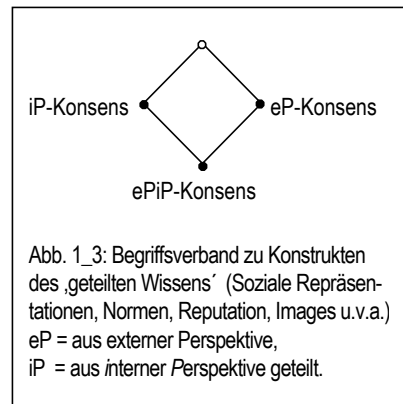 iP-Konsens eP-Konsens
ePiP-Konsens
Abb. 1_3: Begriffsverband zu Konstrukten
des ‚geteilten Wissens´ (Soziale Repräsen-
tationen, Normen, Reputation, Images u.v.a.)
eP = aus externer Perspektive,
iP = aus interner Perspektive geteilt.